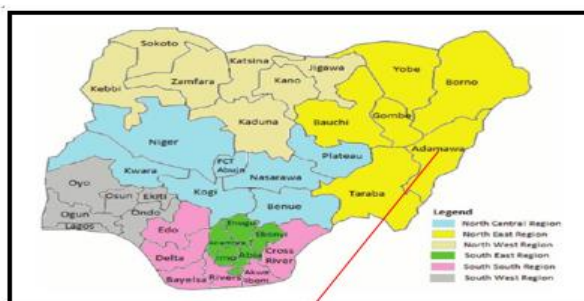 Sokoto
Katsina
Jigawa
Yobe
Borno
Kebbi
Zamfara
Kano
Gombe
Bauchi
Kaduna
Adamawa
Niger
FCT
Abuja
Plateau
Kwara
Nasarawa
Taraba
Oyo
Kogi
Benue
Osun
Ekiti
Ogun
Ondo
Lagos
Edo
Enugu
Ebonyi
Anambra
Imo
Abia
Cross
River
Delta
Bayelsa
Rivers
Akwa
Ibom
Legend
North Central Region
North East Region
North West Region
South East Region
South South Region
South West Region